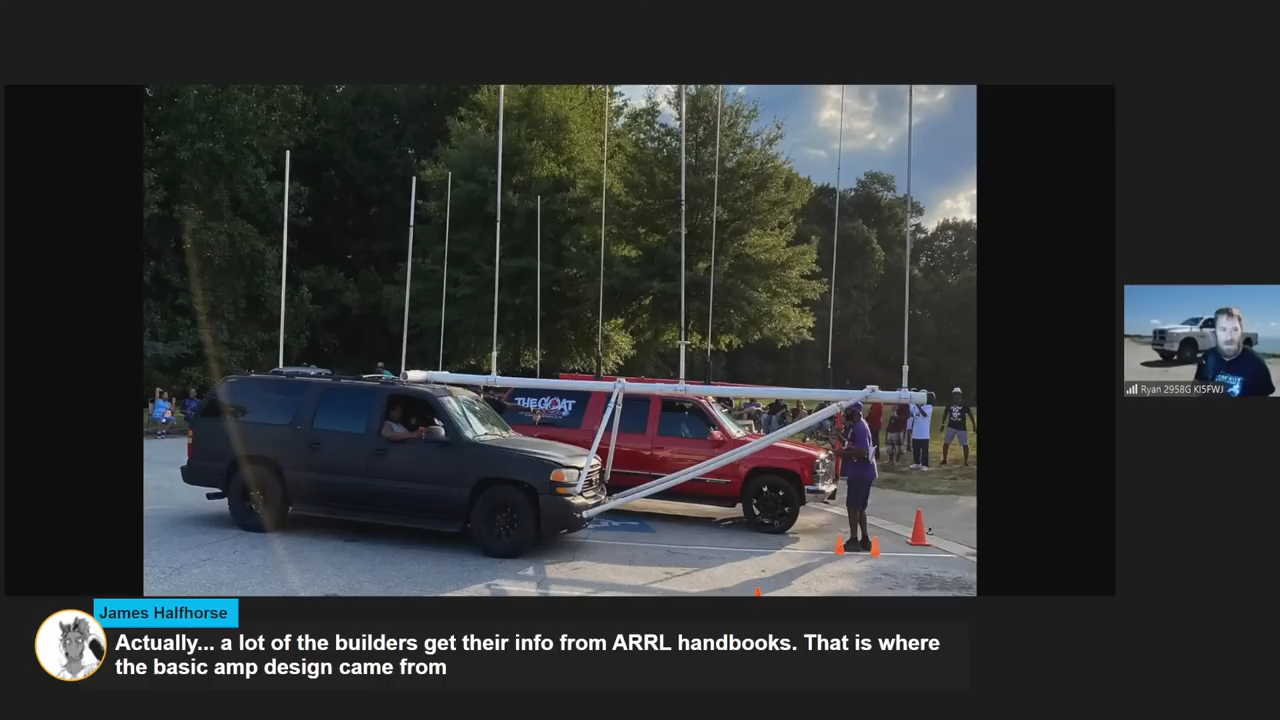 THE GOAT
Ryan 2958G KI5FWJ
James Halfhorse
Actually... a lot of the builders get their info from ARRL handbooks. That is where
the basic amp design came from